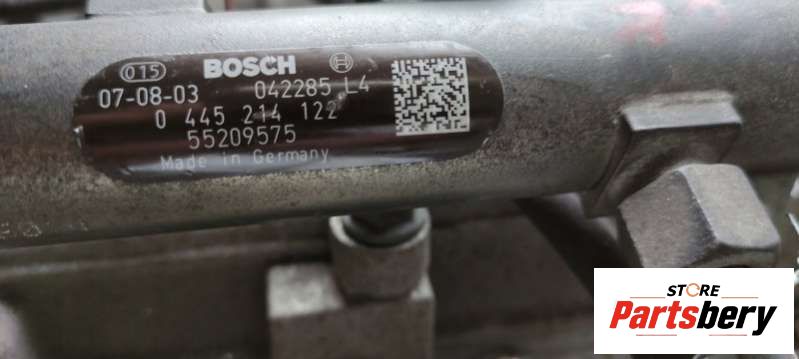 015 BOSCH
07-08-03 042285 L4
0 445 214 122
55209575
Made in Germany
STORE
Partsbery